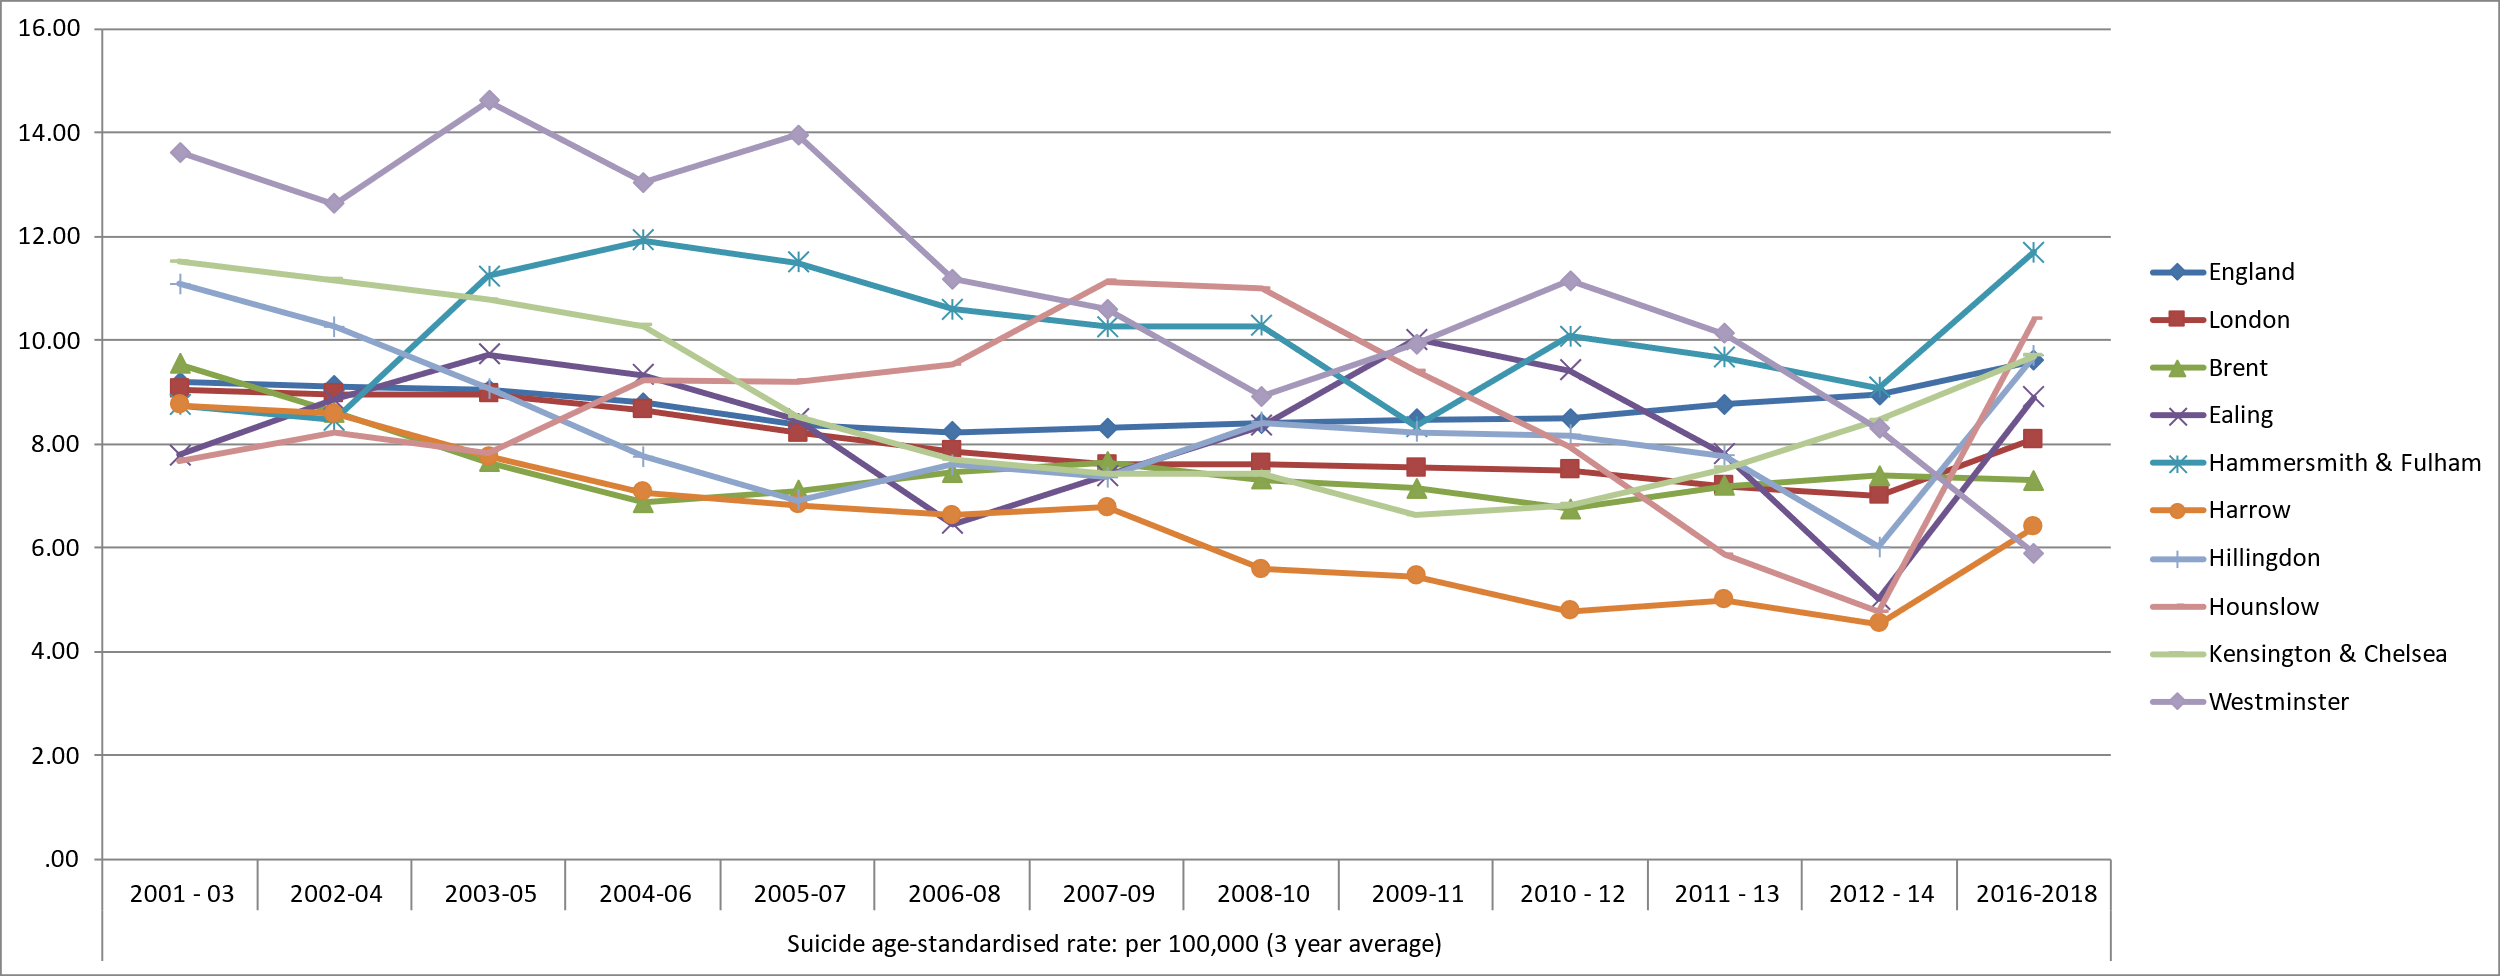 16.00
14.00
12.00
10.00
8.00
6.00
4.00
2.00
.00
2001 - 03 2002-04 2003-05 2004-06 2005-07 2006-08 2007-09 2008-10 2009-11 2010 - 12 2011 - 13 2012 - 14 2016-2018
Suicide age-standardised rate: per 100,000 (3 year average)
England
London
Brent
Ealing
Hammersmith & Fulham
Harrow
Hillingdon
Hounslow
Kensington & Chelsea
Westminster